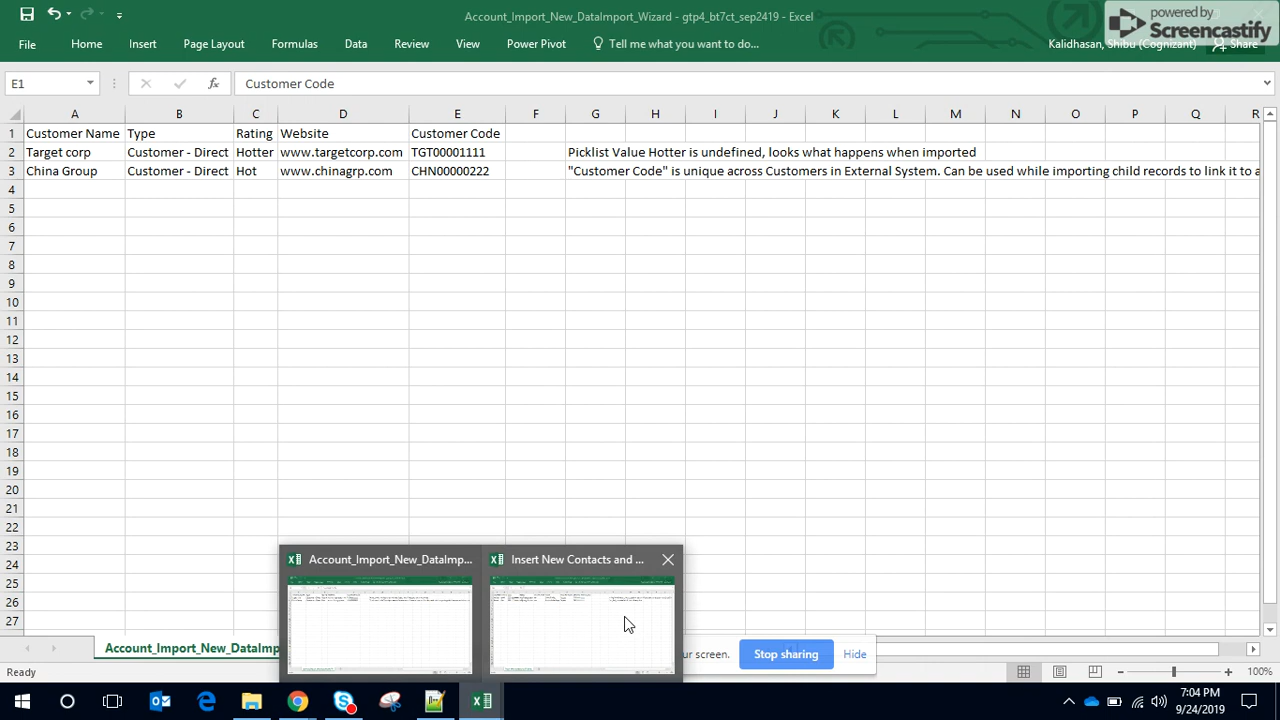 Account_Import_New_DataImport_Wizard - gtp4_bt7ct_sep2419 - Excel
powered by
Screencastify
File Home Insert Page Layout Formulas Data Review View Power Pivot Tell me what you want to do... Kalidhasan, Shibu (Cognizant) Share
E1 fx Customer Code
A B C D E F G H I J K L M N O P Q R
1 Customer Name Type Rating Website Customer Code
2 Target corp Customer - Direct Hotter www.targetcorp.com TGT00001111 Picklist Value Hotter is undefined, looks what happens when imported
3 China Group Customer - Direct Hot www.chinagrp.com CHN00000222 "Customer Code" is unique across Customers in External System. Can be used while importing child records to link it to a
4
5
6
7
8
9
10
11
12
13
14
15
16
17
18
19
20
21
22
23
24
25
26
27
Account_Import_New_DataImp... Insert New Contacts and ...
Account_Import_New_DataImp
ur screen. Stop sharing Hide
Ready 100%
7:04 PM
9/24/2019